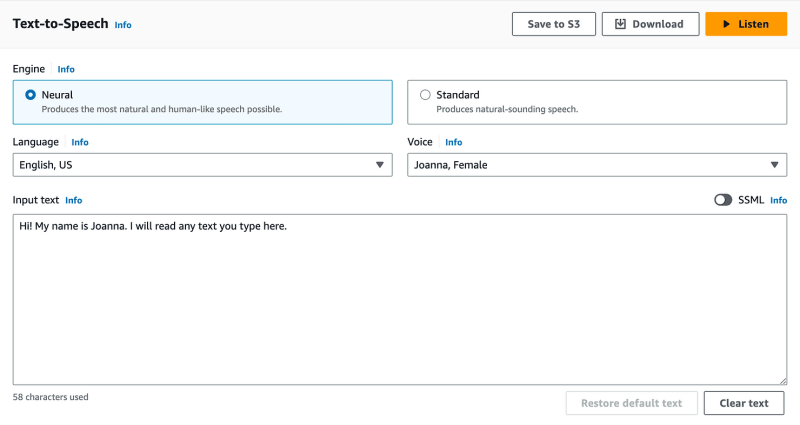 Text-to-Speech Info
Save to S3
Download
Listen
Engine Info
Neural
Produces the most natural and human-like speech possible.
Standard
Produces natural-sounding speech.
Language Info
English, US
Voice Info
Joanna, Female
Input text Info
SSML Info
Hi! My name is Joanna. I will read any text you type here.
58 characters used
Restore default text
Clear text